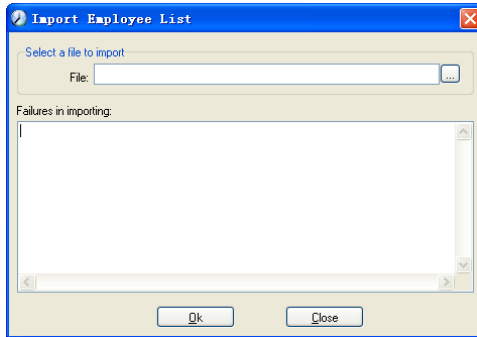 Import Employee List
Select a file to import
File:
...
Failures in importing:
Ok
Close